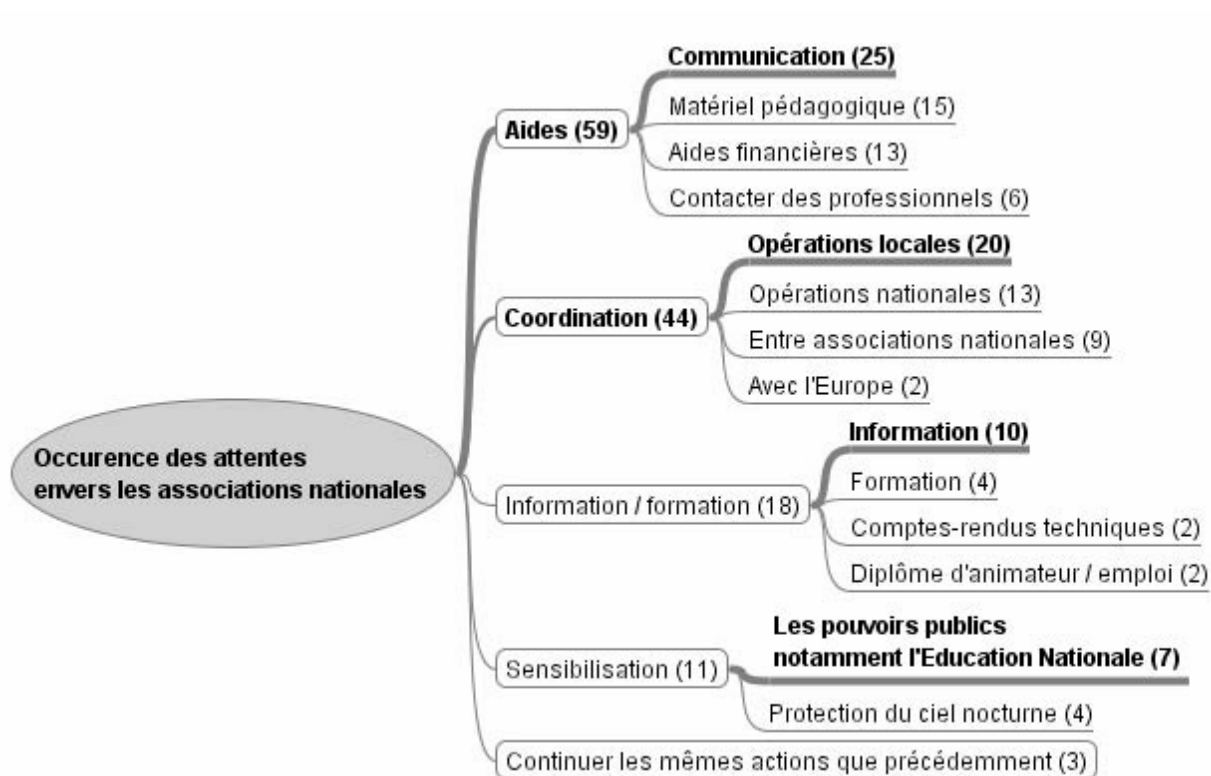 Occurence des attentes
envers les associations nationales
Aides (59)
Communication (25)
Matériel pédagogique (15)
Aides financières (13)
Contacter des professionnels (6)
Coordination (44)
Opérations locales (20)
Opérations nationales (13)
Entre associations nationales (9)
Avec l'Europe (2)
Information / formation (18)
Information (10)
Formation (4)
Comptes-rendus techniques (2)
Diplôme d'animateur / emploi (2)
Sensibilisation (11)
Les pouvoirs publics
notamment l'Education Nationale (7)
Protection du ciel nocturne (4)
Continuer les mêmes actions que précédemment (3)